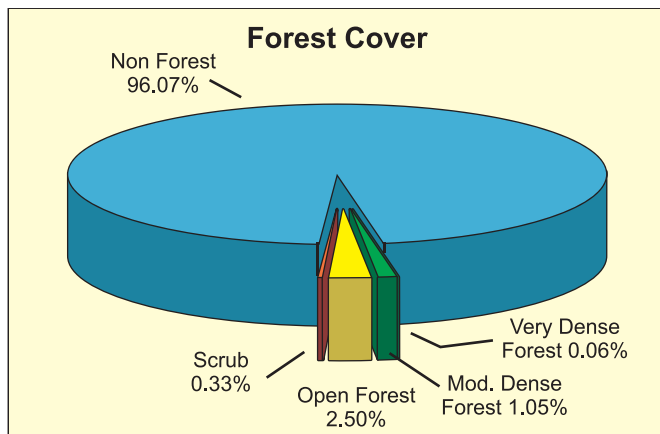 Forest Cover
Non Forest
96.07%
Scrub
0.33%
Open Forest
2.50%
Mod. Dense
Forest 1.05%
Very Dense
Forest 0.06%